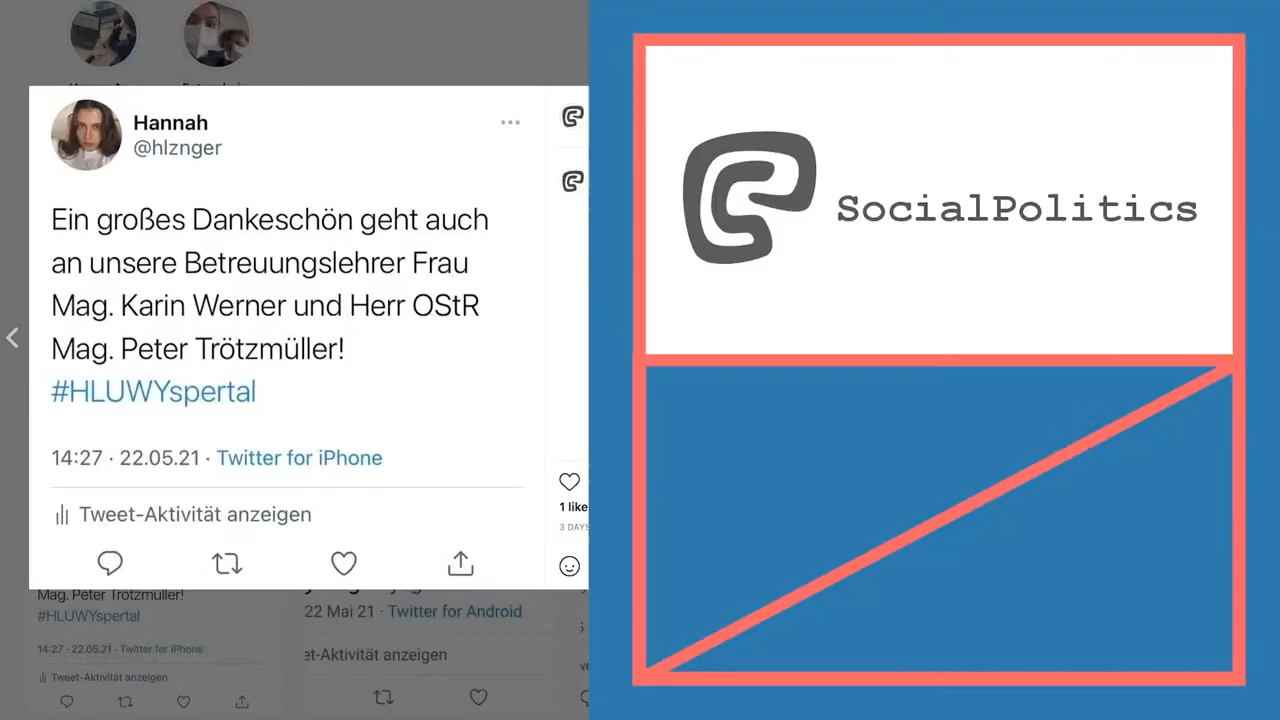 Hannah
@hlznger
Ein großes Dankeschön geht auch
an unsere Betreuungslehrer Frau
Mag. Karin Werner und Herr OStR
Mag. Peter Trötzmüller!
#HLUWYspertal
14:27 · 22.05.21 · Twitter for iPhone
Tweet-Aktivität anzeigen
1 like
3 DAYS
Mag. Peter Trötzmüller!
#HLUWYspertal
14:27 · 22.05.21 · Twitter for iPhone
Tweet-Aktivität anzeigen
22 Mai 21 · Twitter for Android
et-Aktivität anzeigen
SocialPolitics